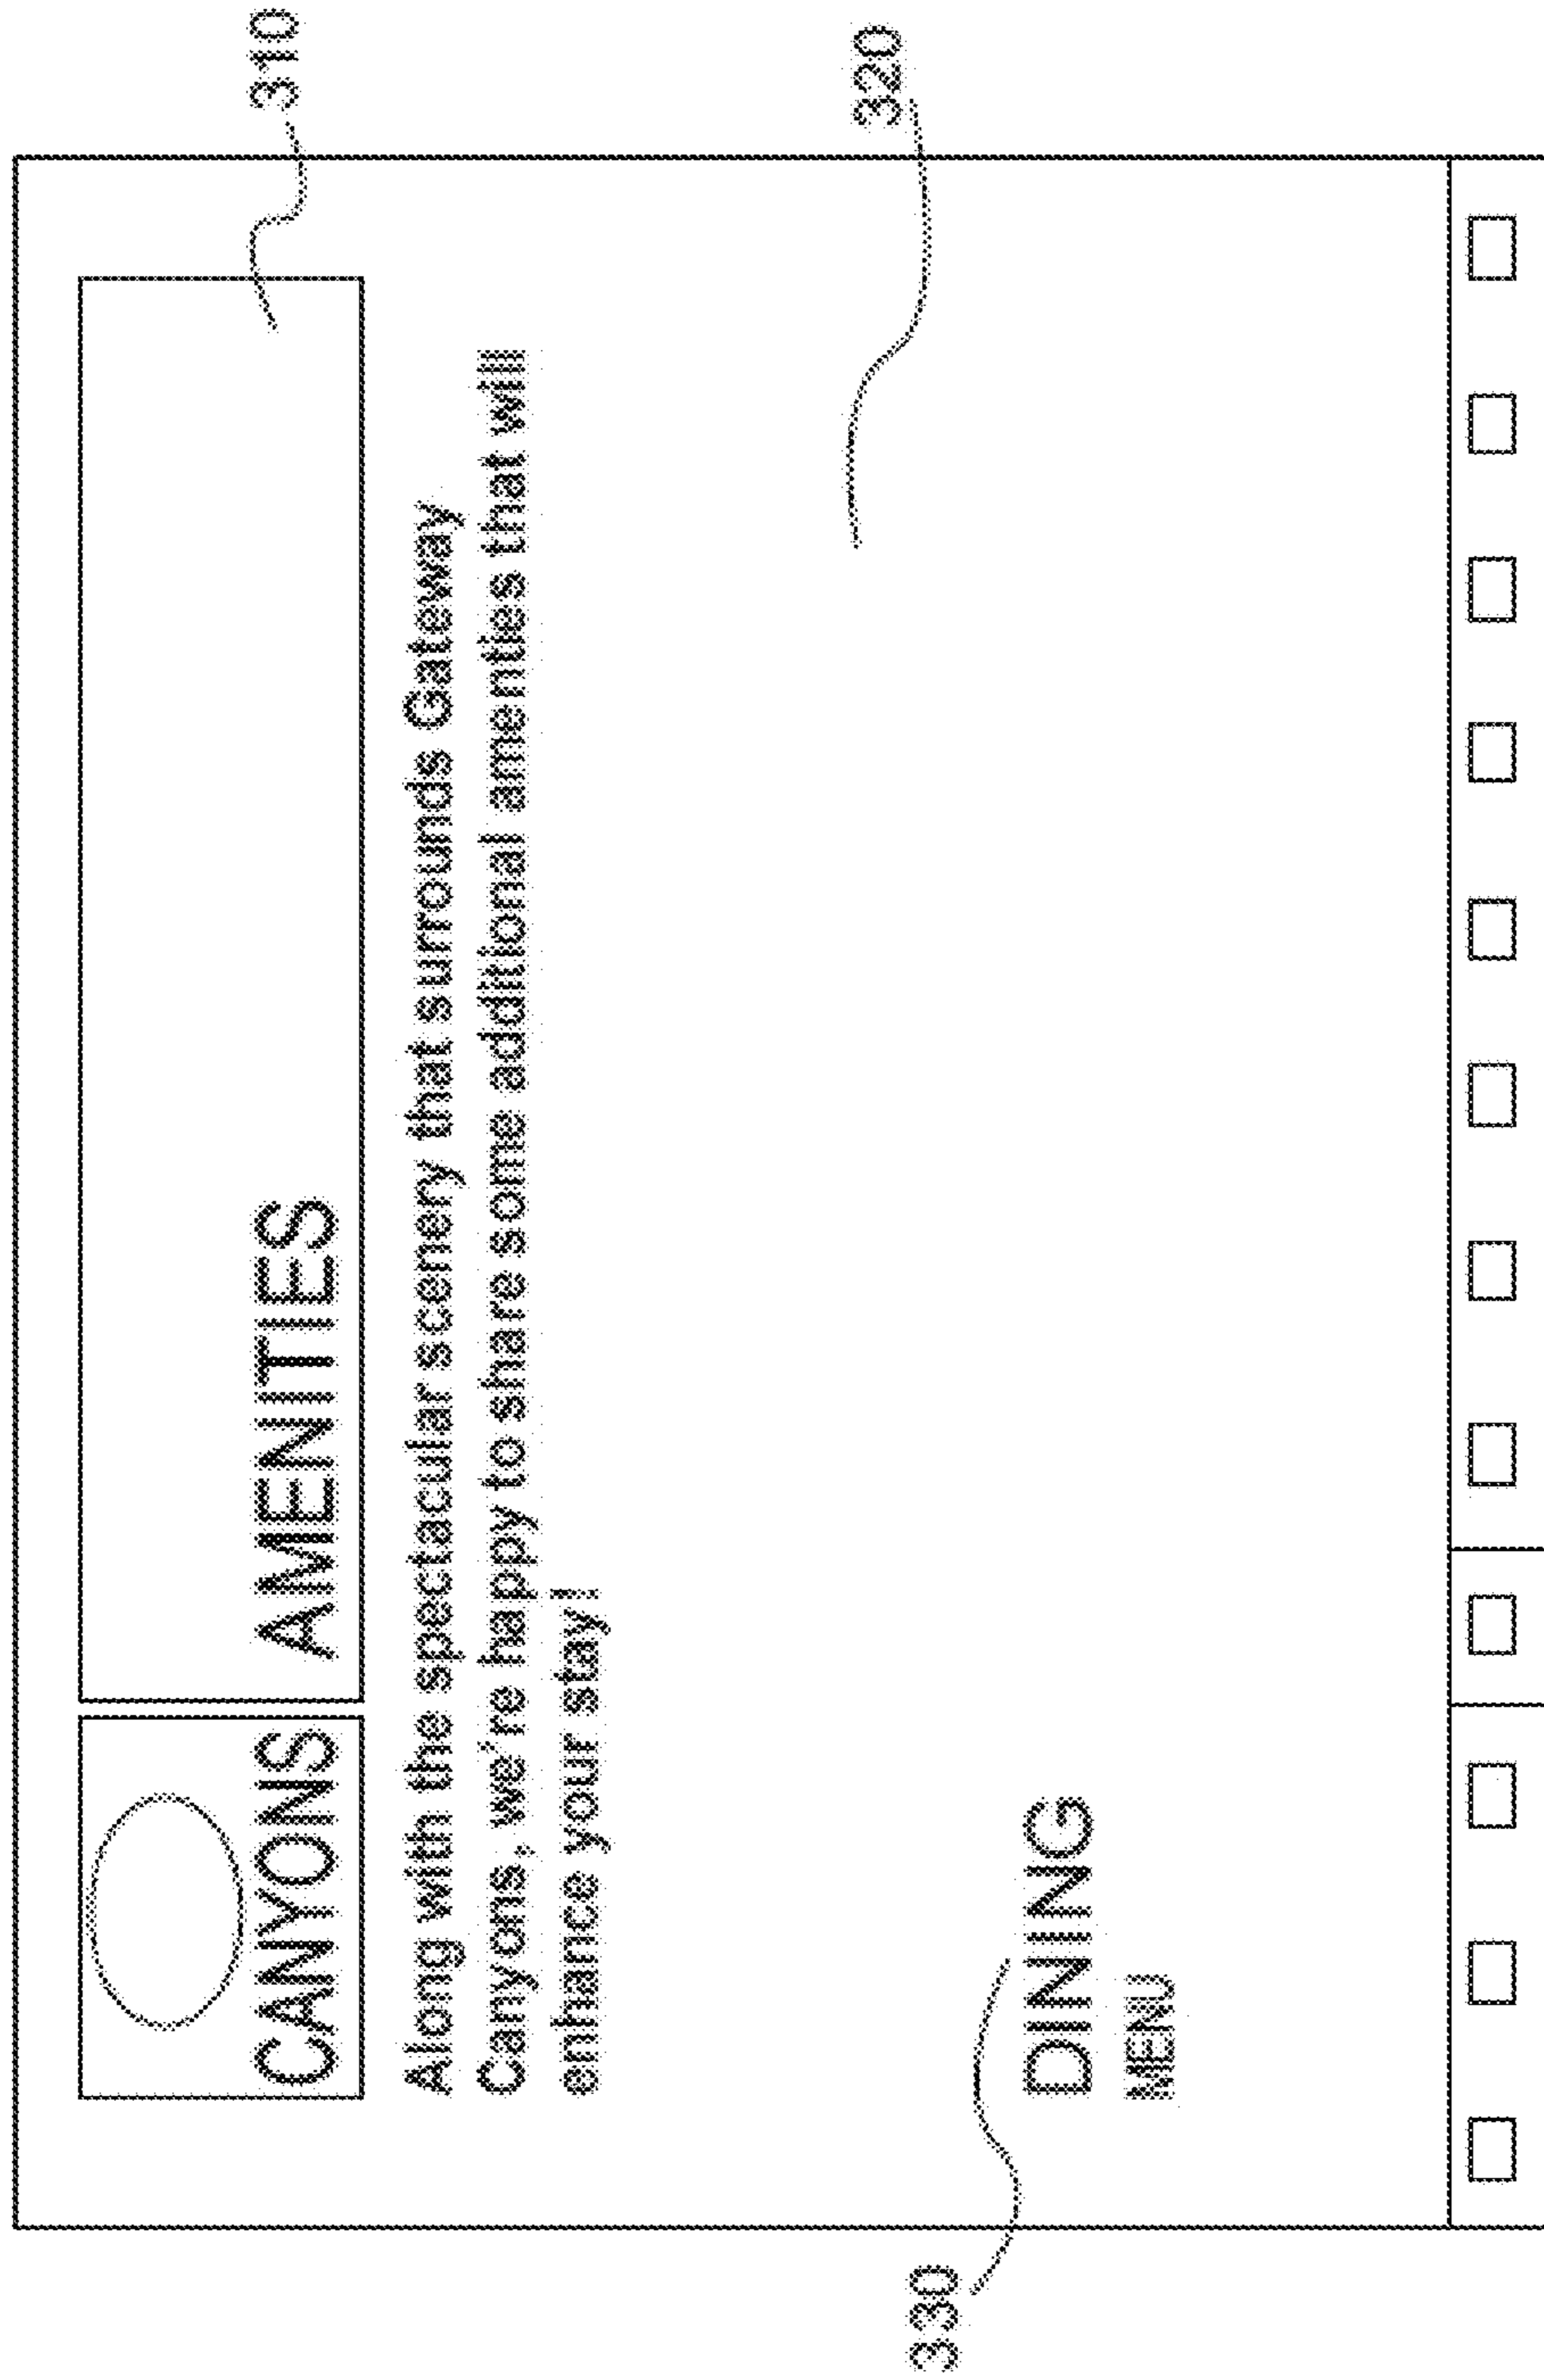 310
CANYONS AMENITIES
Along with the spectacular scenery that surrounds Gateway
Canyons, we're happy to share some additional amenties that will
enhance your stay!
320
330
DINING
MENU